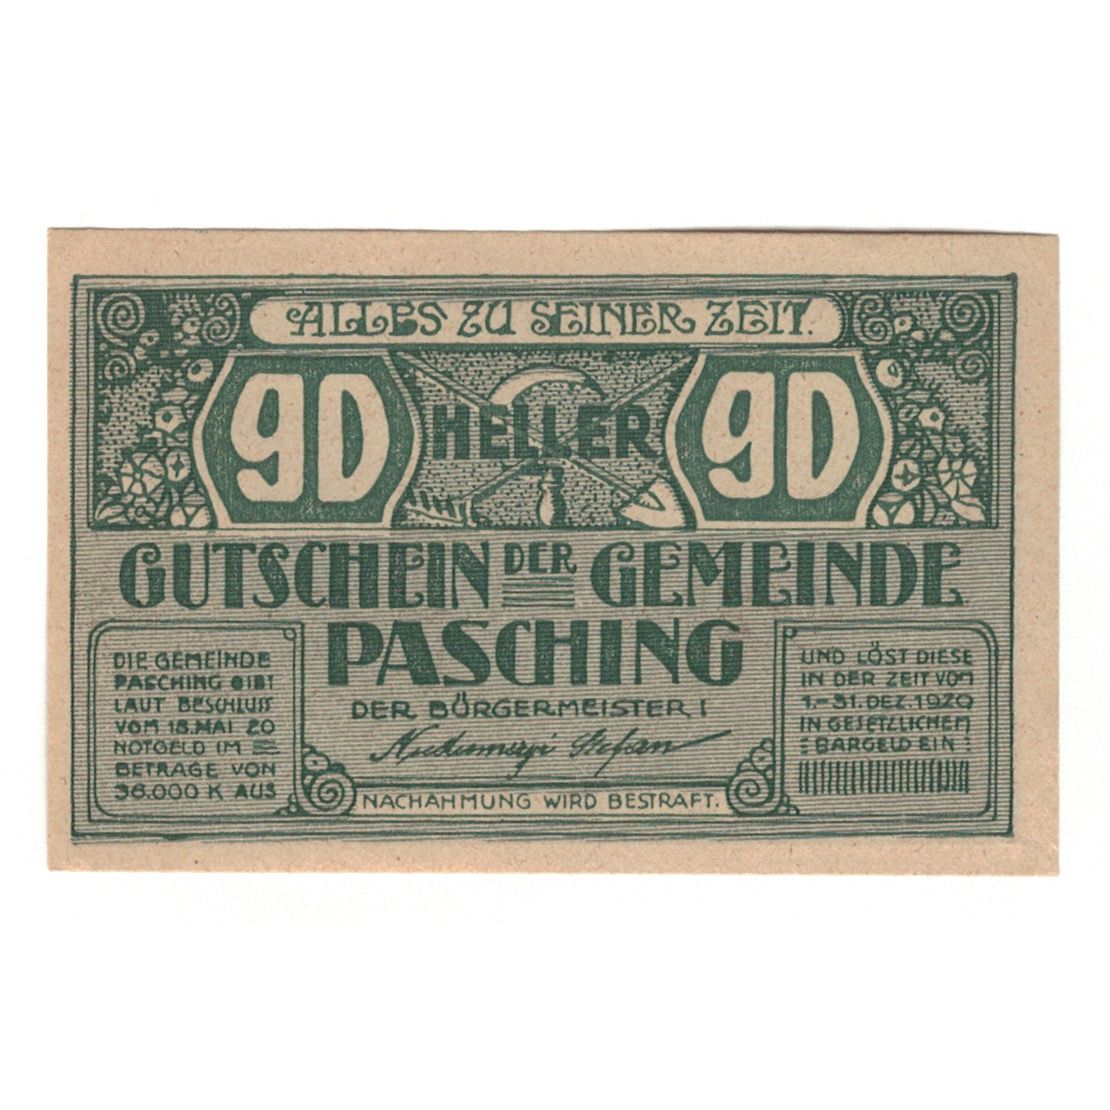 ALLES ZU SEINER ZEIT.
90 HELLER 90
GUTSCHEIN DER GEMEINDE
PASCHING
DER BÜRGERMEISTER:
DIE GEMEINDE
PASCHING GIBT
LAUT BESCHLUSS
VOM 18.MAI 20
NOTGELD IM
BETRAGE VON
36.000 K AUS
UND LÖST DIESE
IN DER ZEIT VOM
1.-31. DEZ. 1920
IN GESETZLICHEM
BARGELD EIN!
NACHAHMUNG WIRD BESTRAFT.